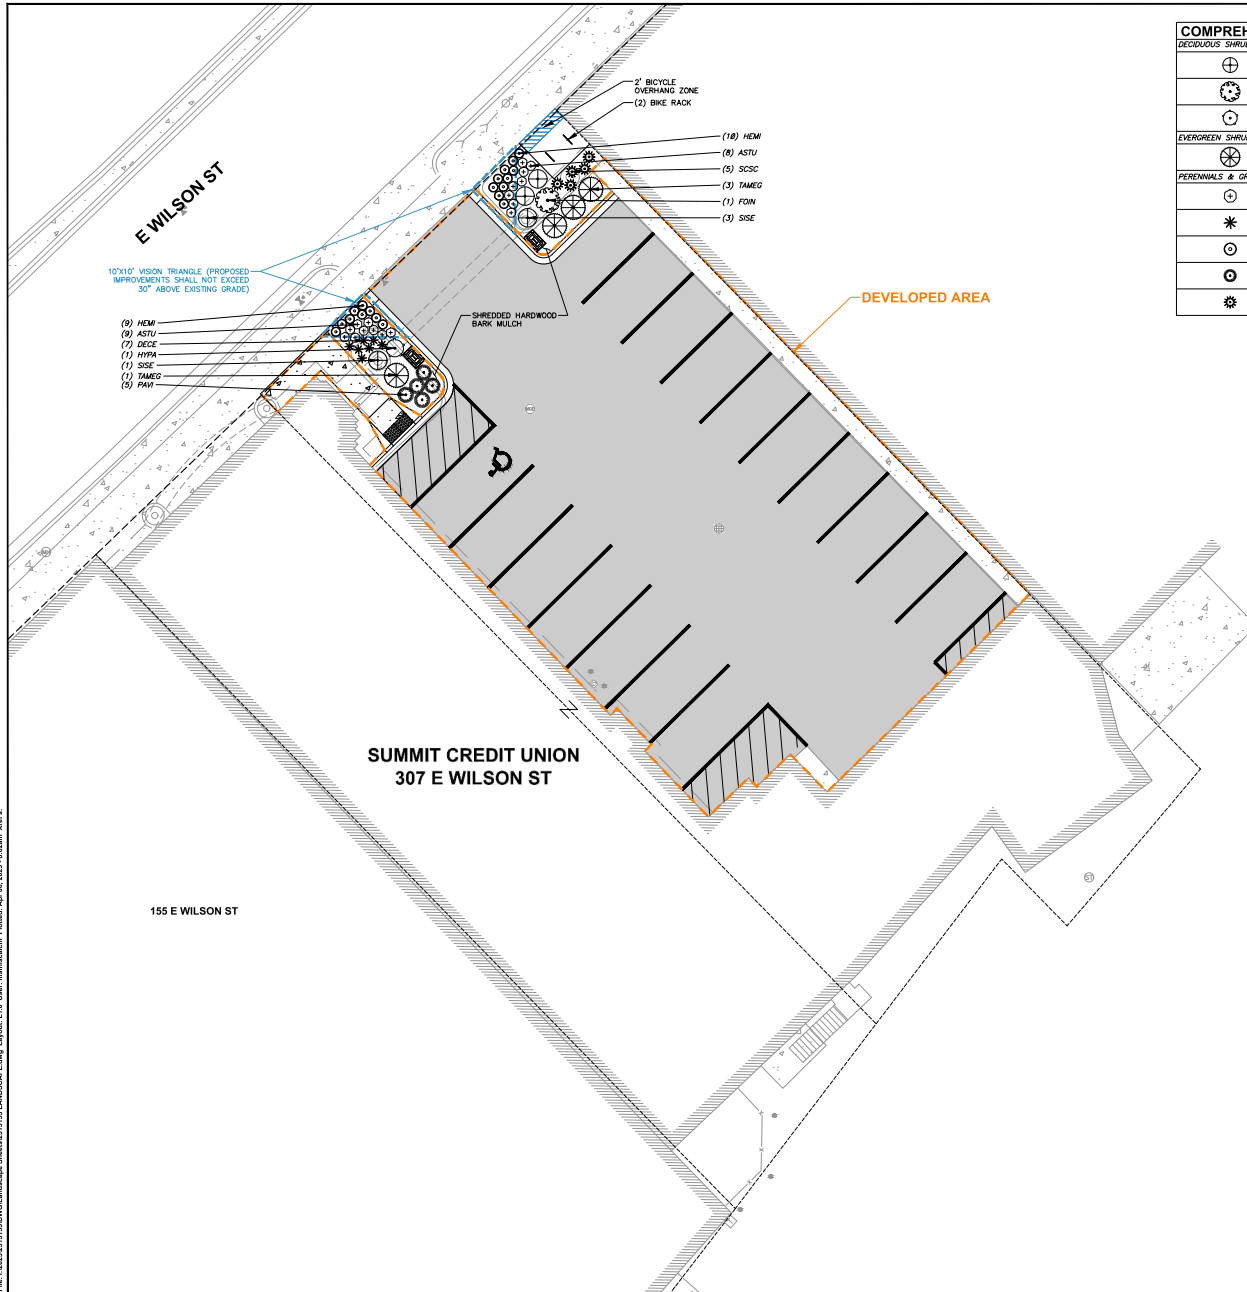 COMPREH
DECIDUOUS SHRU
EVERGREEN SHRU
PERENNIALS & GR
2' BICYCLE
OVERHANG ZONE
(2) BIKE RACK
(10) HEMI
(8) ASTU
(5) SCSC
(3) TAMEG
(1) FOIN
(3) SISE
E WILSON ST
10'X10' VISION TRIANGLE (PROPOSED
IMPROVEMENTS SHALL NOT EXCEED
30" ABOVE EXISTING GRADE)
DEVELOPED AREA
SHREDDED HARDWOOD
BARK MULCH
(9) HEMI
(9) ASTU
(7) DECE
(1) HYPA
(1) SISE
(1) TAMEG
(5) PAVI
SUMMIT CREDIT UNION
307 E WILSON ST
155 E WILSON ST
ST